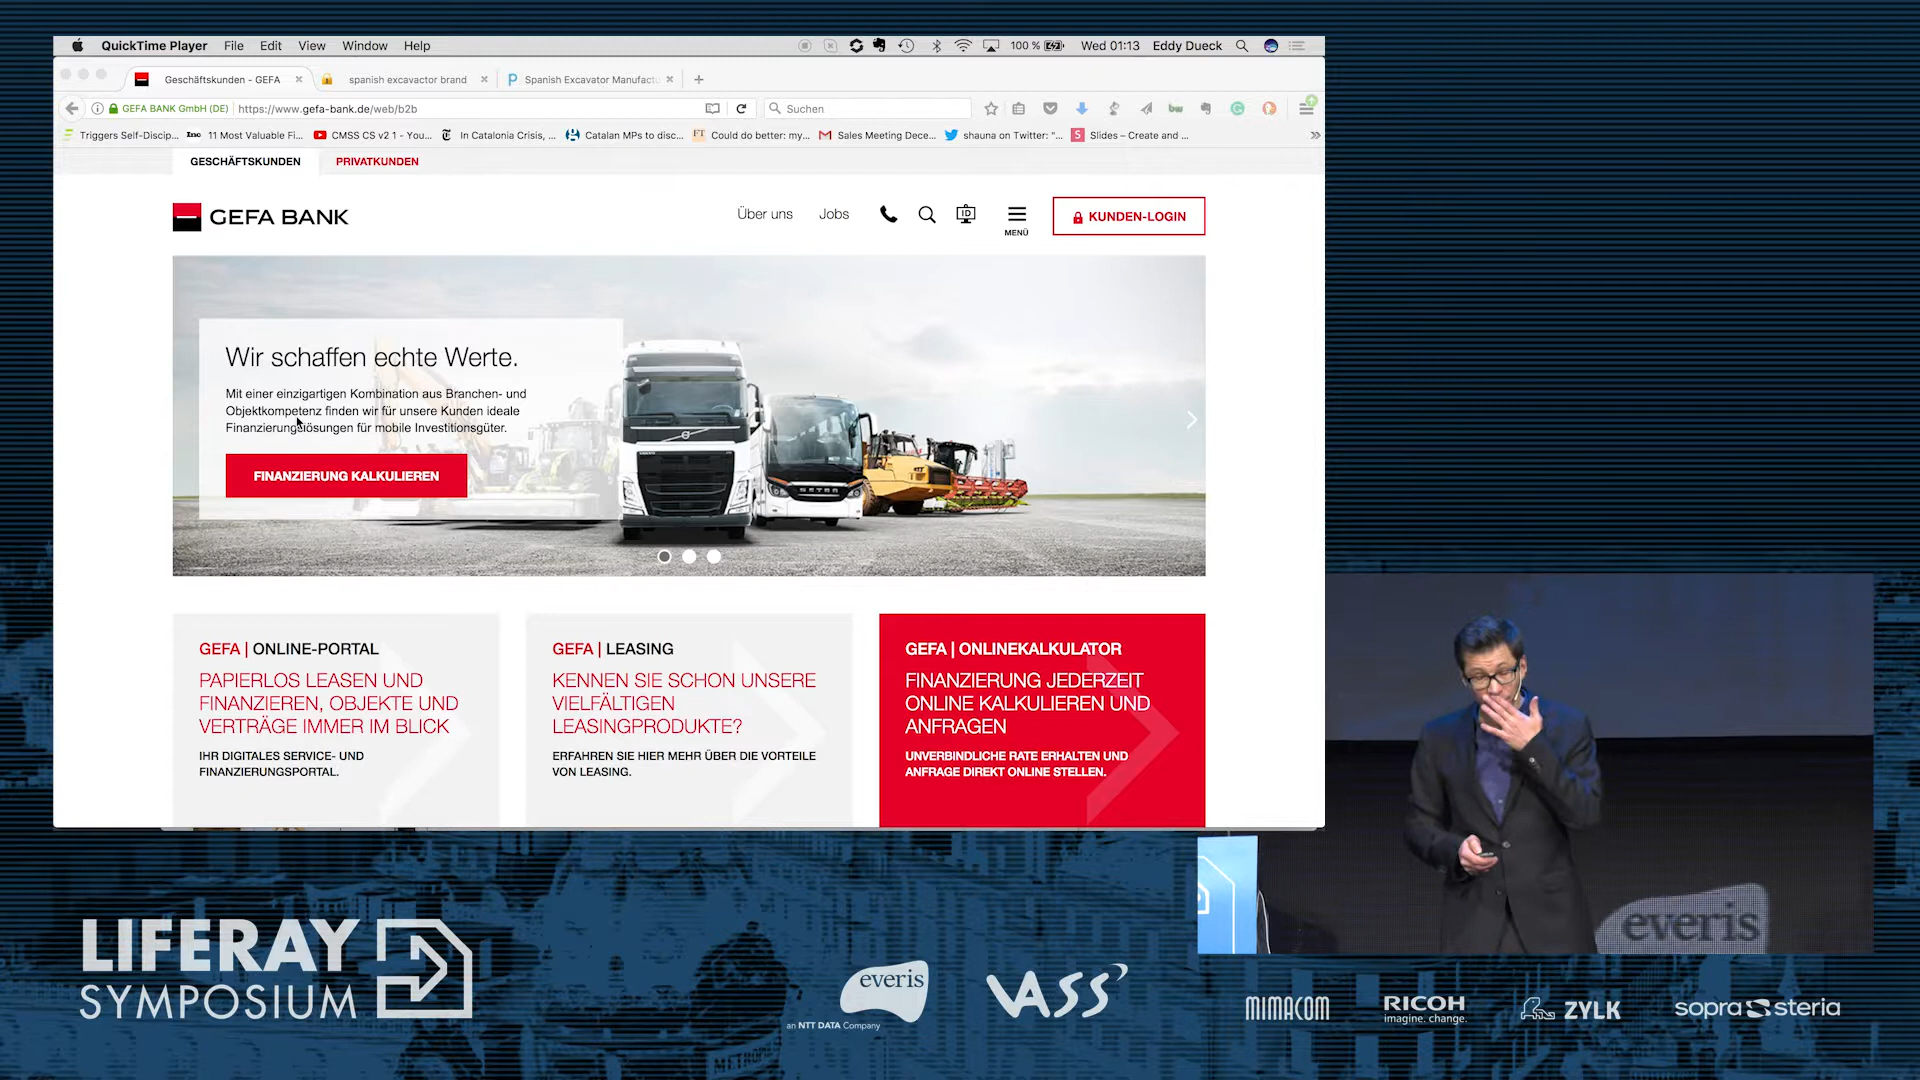 QuickTime Player File Edit View Window Help 100 % Wed 01:13 Eddy Dueck
Geschäftskunden - GEFA spanish excavactor brand Spanish Excavator Manufactu
GEFA BANK GmbH (DE) https://www.gefa-bank.de/web/b2b Suchen
Triggers Self-Discip... Inc 11 Most Valuable Fi... CMSS CS v2 1 - You... In Catalonia Crisis, ... Catalan MPs to disc... FT Could do better: my... Sales Meeting Dece... shauna on Twitter: "... S Slides – Create and ...
GESCHÄFTSKUNDEN PRIVATKUNDEN
GEFA BANK Über uns Jobs ID MENÜ KUNDEN-LOGIN
Wir schaffen echte Werte.
Mit einer einzigartigen Kombination aus Branchen- und
Objektkompetenz finden wir für unsere Kunden ideale
Finanzierungslösungen für mobile Investitionsgüter.
FINANZIERUNG KALKULIEREN
VOLVO
SETRA
GEFA | ONLINE-PORTAL
PAPIERLOS LEASEN UND
FINANZIEREN, OBJEKTE UND
VERTRÄGE IMMER IM BLICK
IHR DIGITALES SERVICE- UND
FINANZIERUNGSPORTAL.
GEFA | LEASING
KENNEN SIE SCHON UNSERE
VIELFÄLTIGEN
LEASINGPRODUKTE?
ERFAHREN SIE HIER MEHR ÜBER DIE VORTEILE
VON LEASING.
GEFA | ONLINEKALKULATOR
FINANZIERUNG JEDERZEIT
ONLINE KALKULIEREN UND
ANFRAGEN
UNVERBINDLICHE RATE ERHALTEN UND
ANFRAGE DIREKT ONLINE STELLEN.
everis
LIFERAY
SYMPOSIUM
everis
an NTT DATA Company
VASS
MIMACOM
RICOH
imagine. change.
ZYLK
sopra steria
METROPOLIS